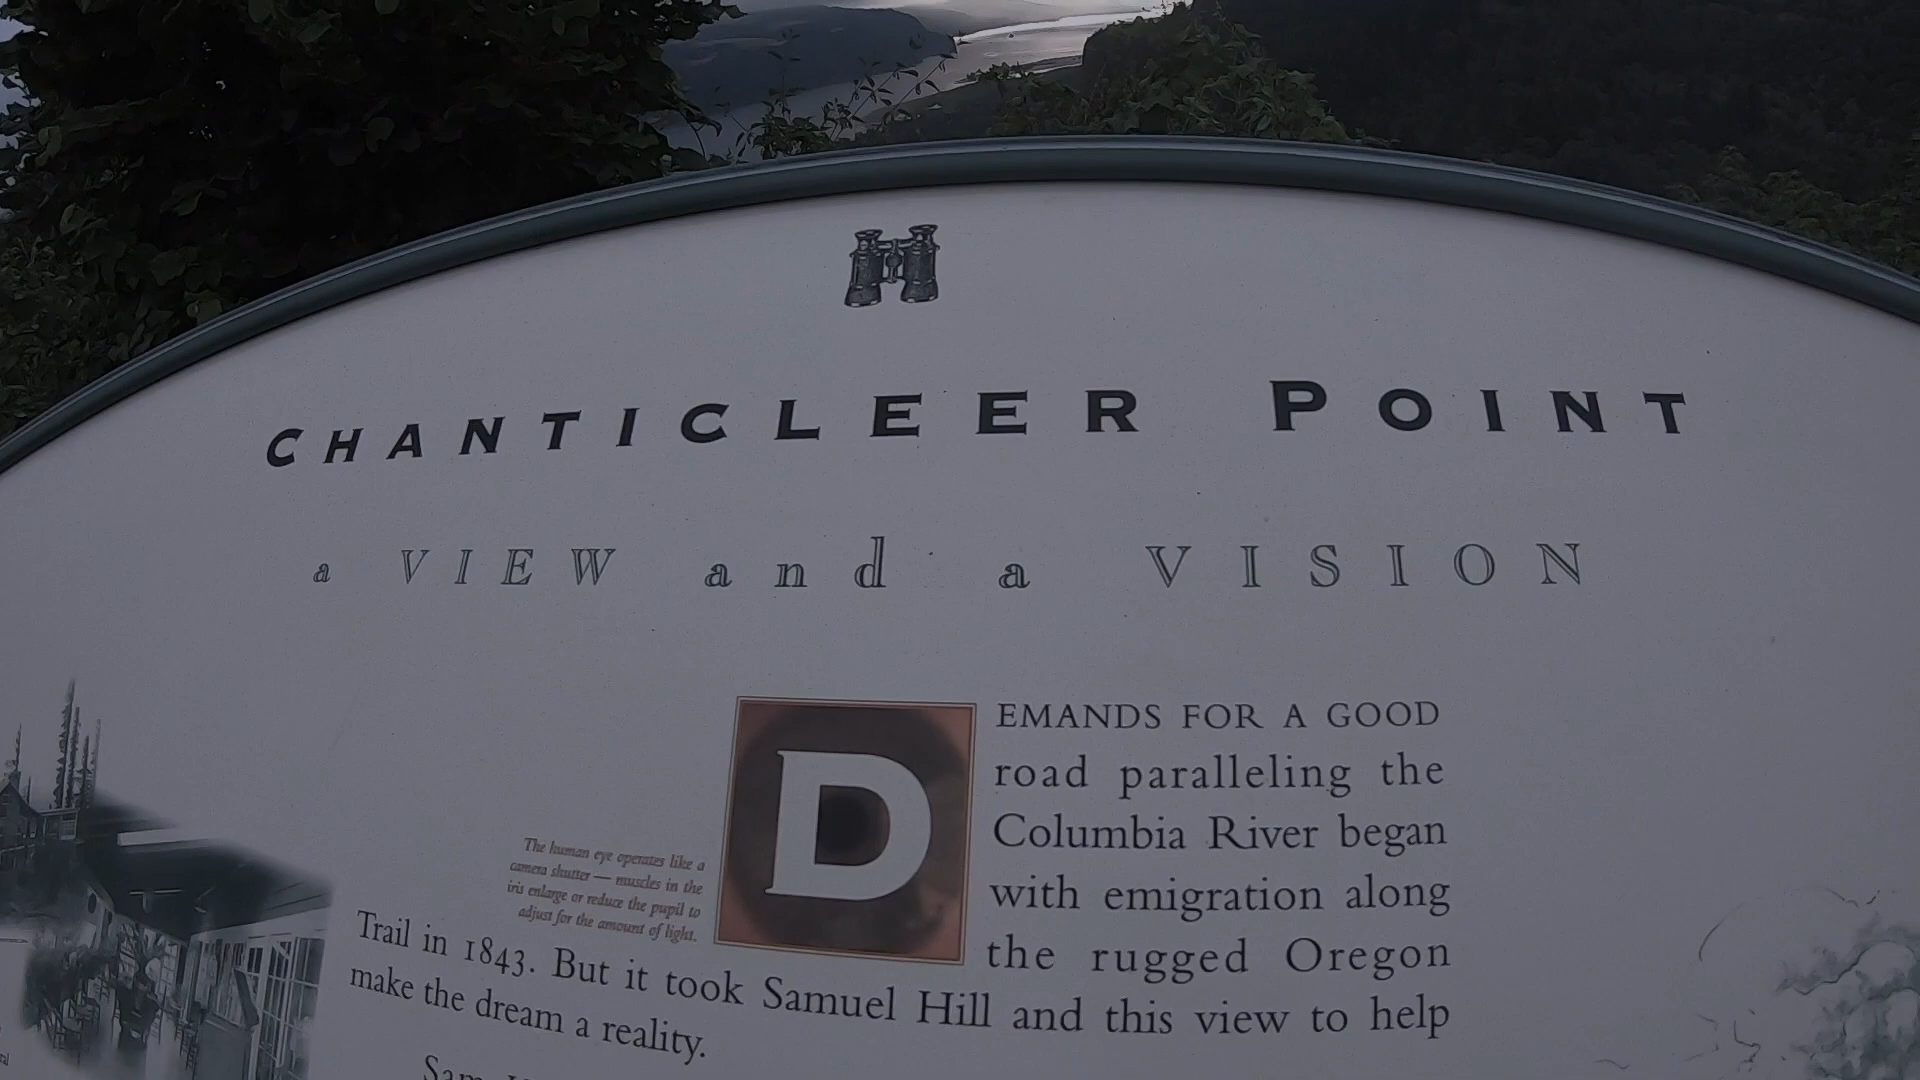 CHANTICLEER POINT
a VIEW and a VISION
DEMANDS FOR A GOOD
road paralleling the
Columbia River began
with emigration along
the rugged Oregon
Trail in 1843. But it took Samuel Hill and this view to help
make the dream a reality.
The human eye operates like a
camera shutter — muscles in the
iris enlarge or reduce the pupil to
adjust for the amount of light.
Sam